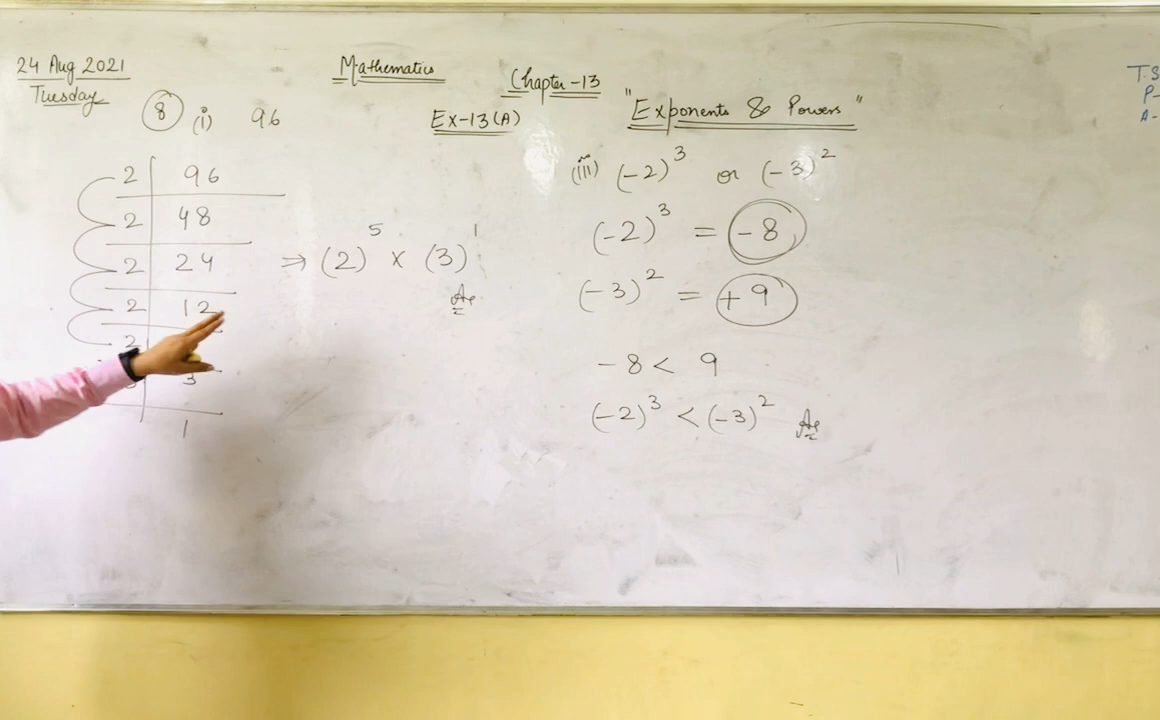 24 Aug 2021
Tuesday
Mathematics
Chapter-13
Ex-13(A)
"Exponents & Powers"
T.S
P-
A-
8 (i) 96
2 | 96
2 | 48
2 | 24
2 | 12
2
3
1
⇒ (2)⁵ × (3)¹
(iii) (-2)³ or (-3)²
(-2)³ = -8
(-3)² = +9
-8 < 9
(-2)³ < (-3)²